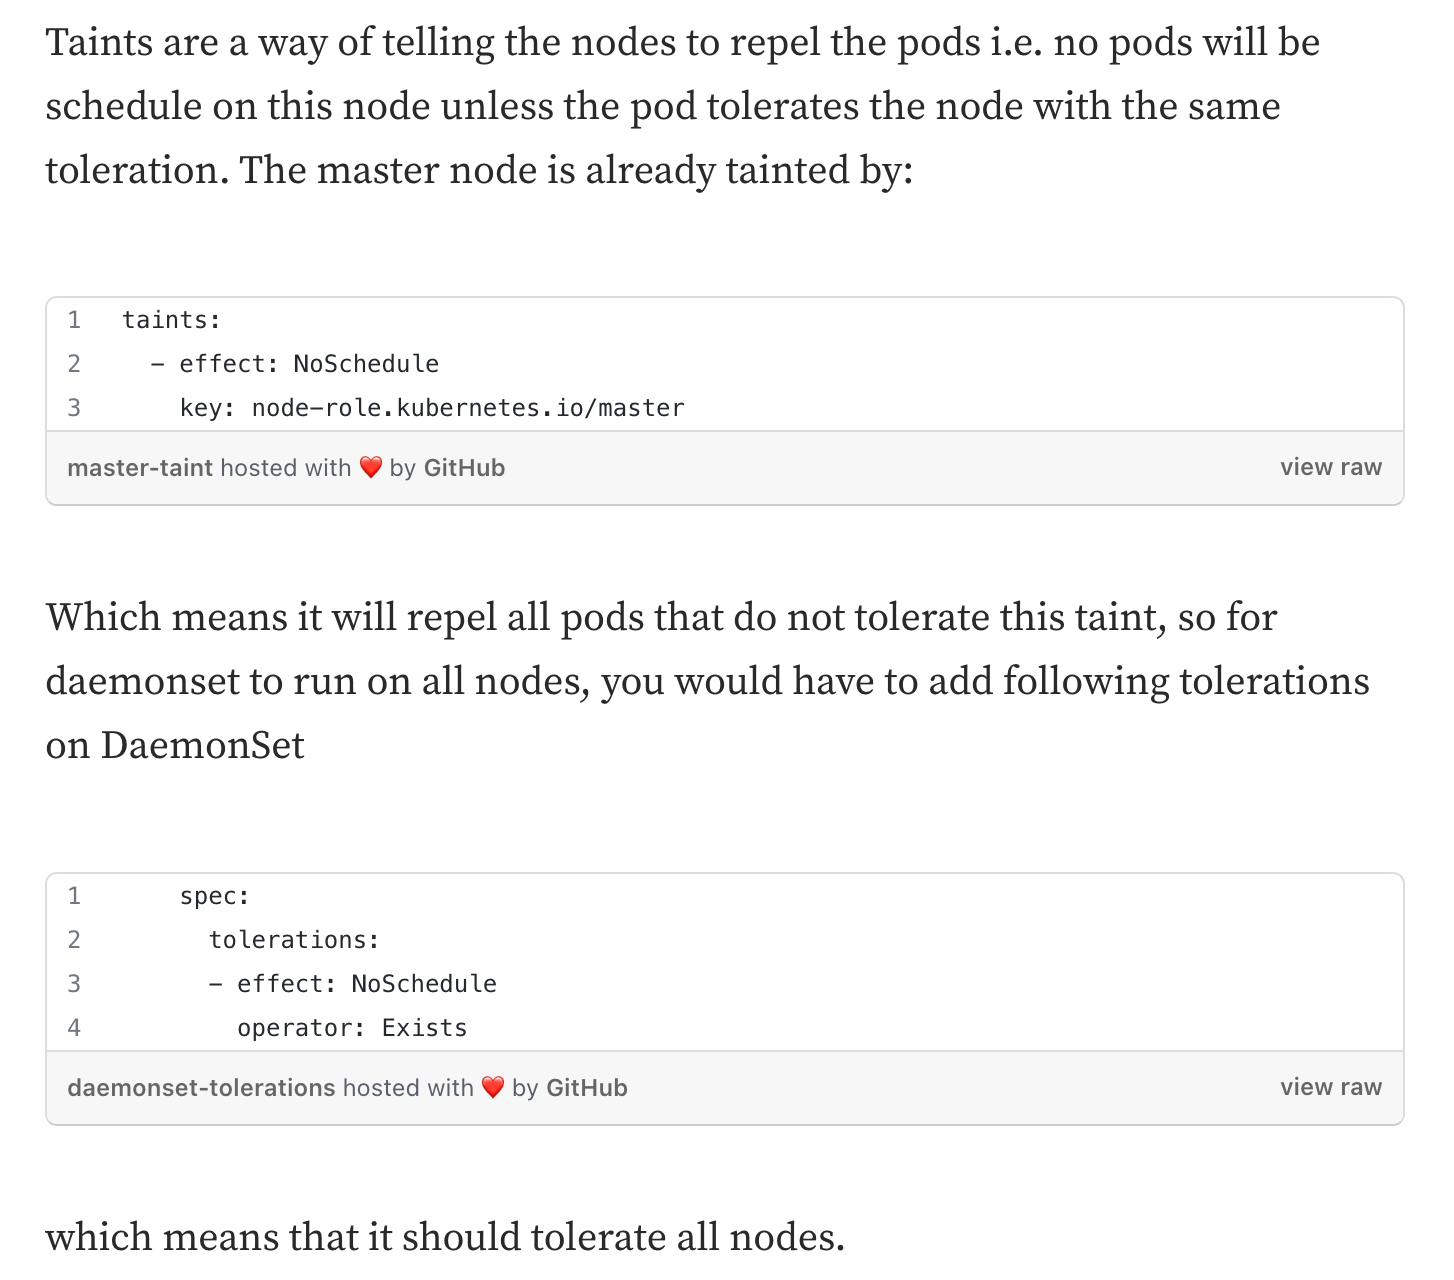 Taints are a way of telling the nodes to repel the pods i.e. no pods will be
schedule on this node unless the pod tolerates the node with the same
toleration. The master node is already tainted by:
1 taints:
2 - effect: NoSchedule
3 key: node-role.kubernetes.io/master
master-taint hosted with ❤️ by GitHub view raw
Which means it will repel all pods that do not tolerate this taint, so for
daemonset to run on all nodes, you would have to add following tolerations
on DaemonSet
1 spec:
2 tolerations:
3 - effect: NoSchedule
4 operator: Exists
daemonset-tolerations hosted with ❤️ by GitHub view raw
which means that it should tolerate all nodes.